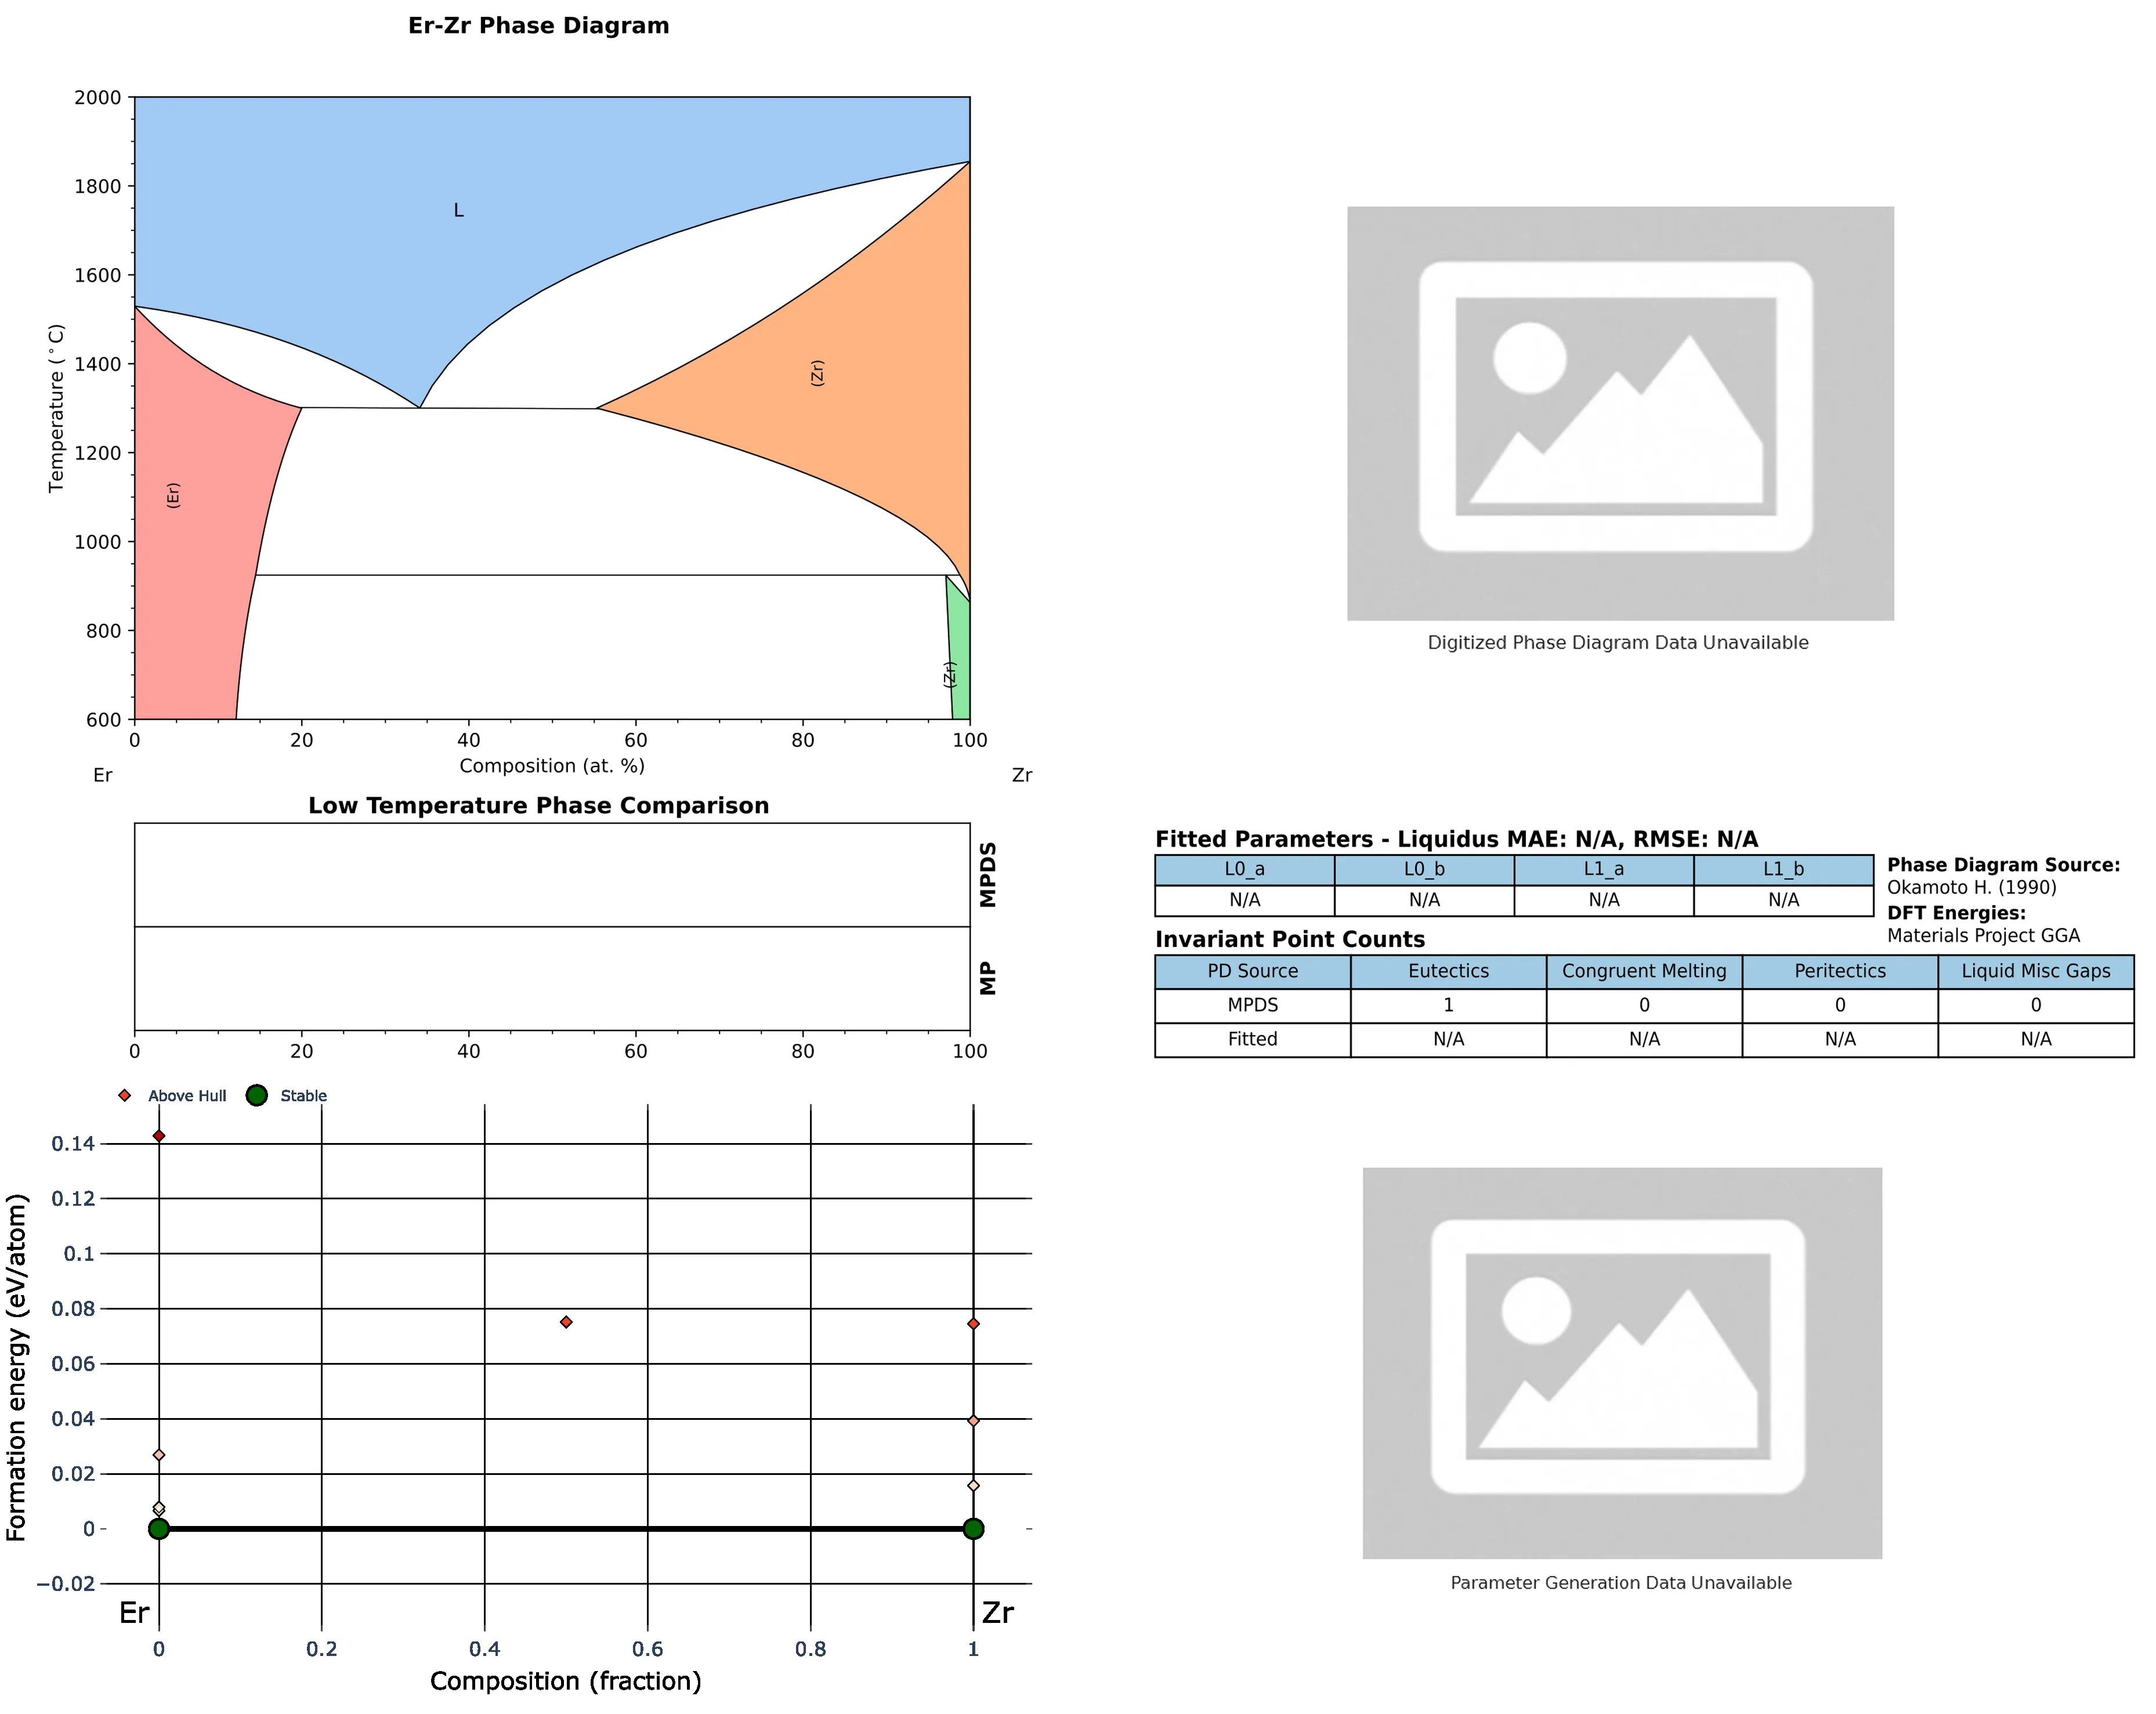 Er-Zr Phase Diagram
2000
1800
1600
1400
1200
1000
800
600
Temperature (°C)
L
(Er)
(Zr)
(Zr)
0 20 40 60 80 100
Composition (at. %)
Er Zr
Digitized Phase Diagram Data Unavailable
Low Temperature Phase Comparison
MPDS
MP
0 20 40 60 80 100
Fitted Parameters - Liquidus MAE: N/A, RMSE: N/A
L0_a L0_b L1_a L1_b
N/A N/A N/A N/A
Phase Diagram Source:
Okamoto H. (1990)
DFT Energies:
Materials Project GGA
Invariant Point Counts
PD Source Eutectics Congruent Melting Peritectics Liquid Misc Gaps
MPDS 1 0 0 0
Fitted N/A N/A N/A N/A
Above Hull Stable
0.14
0.12
0.1
0.08
0.06
0.04
0.02
0
−0.02
Formation energy (eV/atom)
Er Zr
0 0.2 0.4 0.6 0.8 1
Composition (fraction)
Parameter Generation Data Unavailable